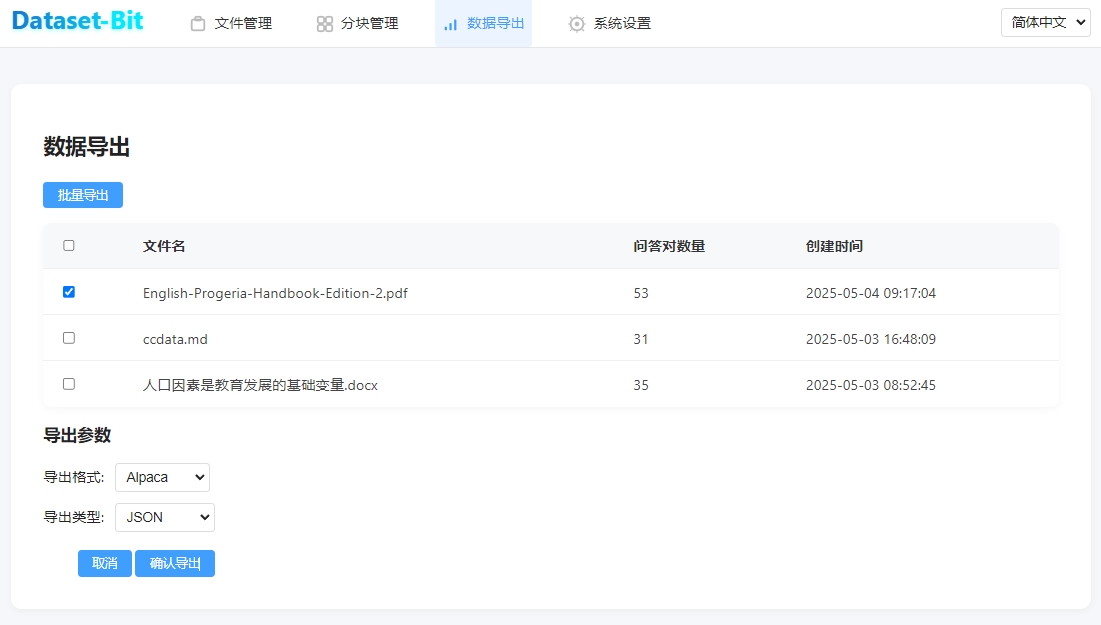 Dataset-Bit 文件管理 分块管理 数据导出 系统设置 简体中文
数据导出
批量导出
文件名 问答对数量 创建时间
English-Progeria-Handbook-Edition-2.pdf 53 2025-05-04 09:17:04
ccdata.md 31 2025-05-03 16:48:09
人口因素是教育发展的基础变量.docx 35 2025-05-03 08:52:45
导出参数
导出格式: Alpaca
导出类型: JSON
取消 确认导出